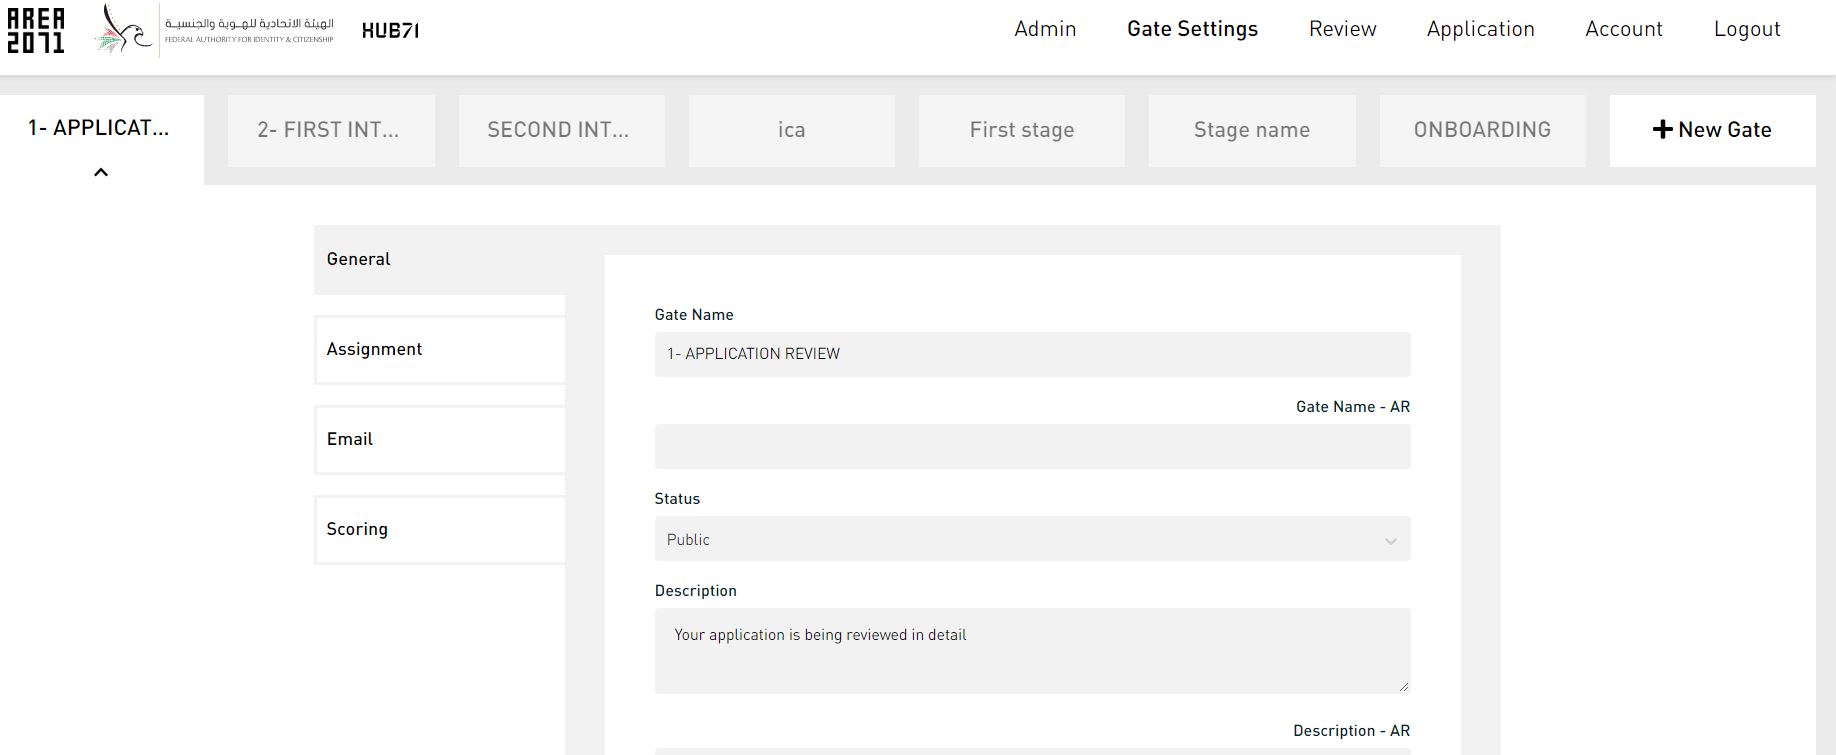 AREA
2071
الهيئة الاتحادية للهـوية والجنسيـة
FEDERAL AUTHORITY FOR IDENTITY & CITIZENSHIP
HUB71
Admin
Gate Settings
Review
Application
Account
Logout
1- APPLICAT...
2- FIRST INT...
SECOND INT...
ica
First stage
Stage name
ONBOARDING
New Gate
General
Assignment
Email
Scoring
Gate Name
1- APPLICATION REVIEW
Gate Name - AR
Status
Public
Description
Your application is being reviewed in detail
Description - AR